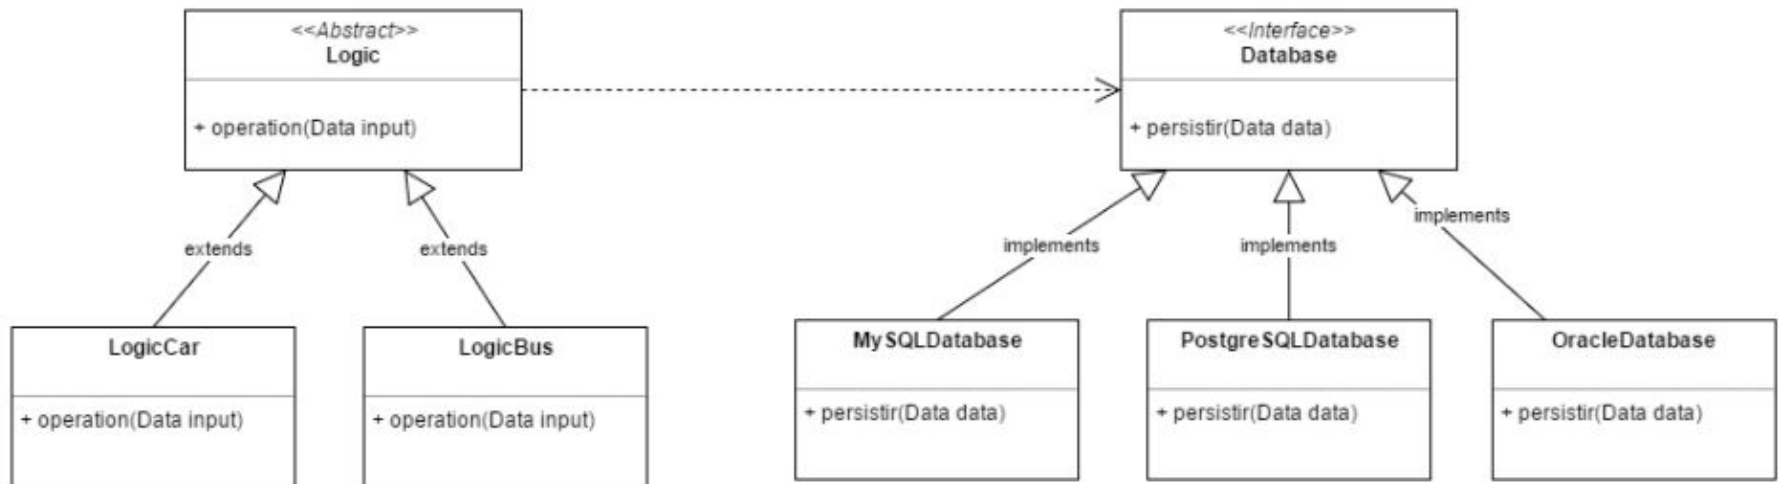 <<Abstract>>
Logic
+ operation(Data input)
<<Interface>>
Database
+ persistir(Data data)
extends
extends
implements
implements
implements
LogicCar
+ operation(Data input)
LogicBus
+ operation(Data input)
MySQLDatabase
+ persistir(Data data)
PostgreSQLDatabase
+ persistir(Data data)
OracleDatabase
+ persistir(Data data)